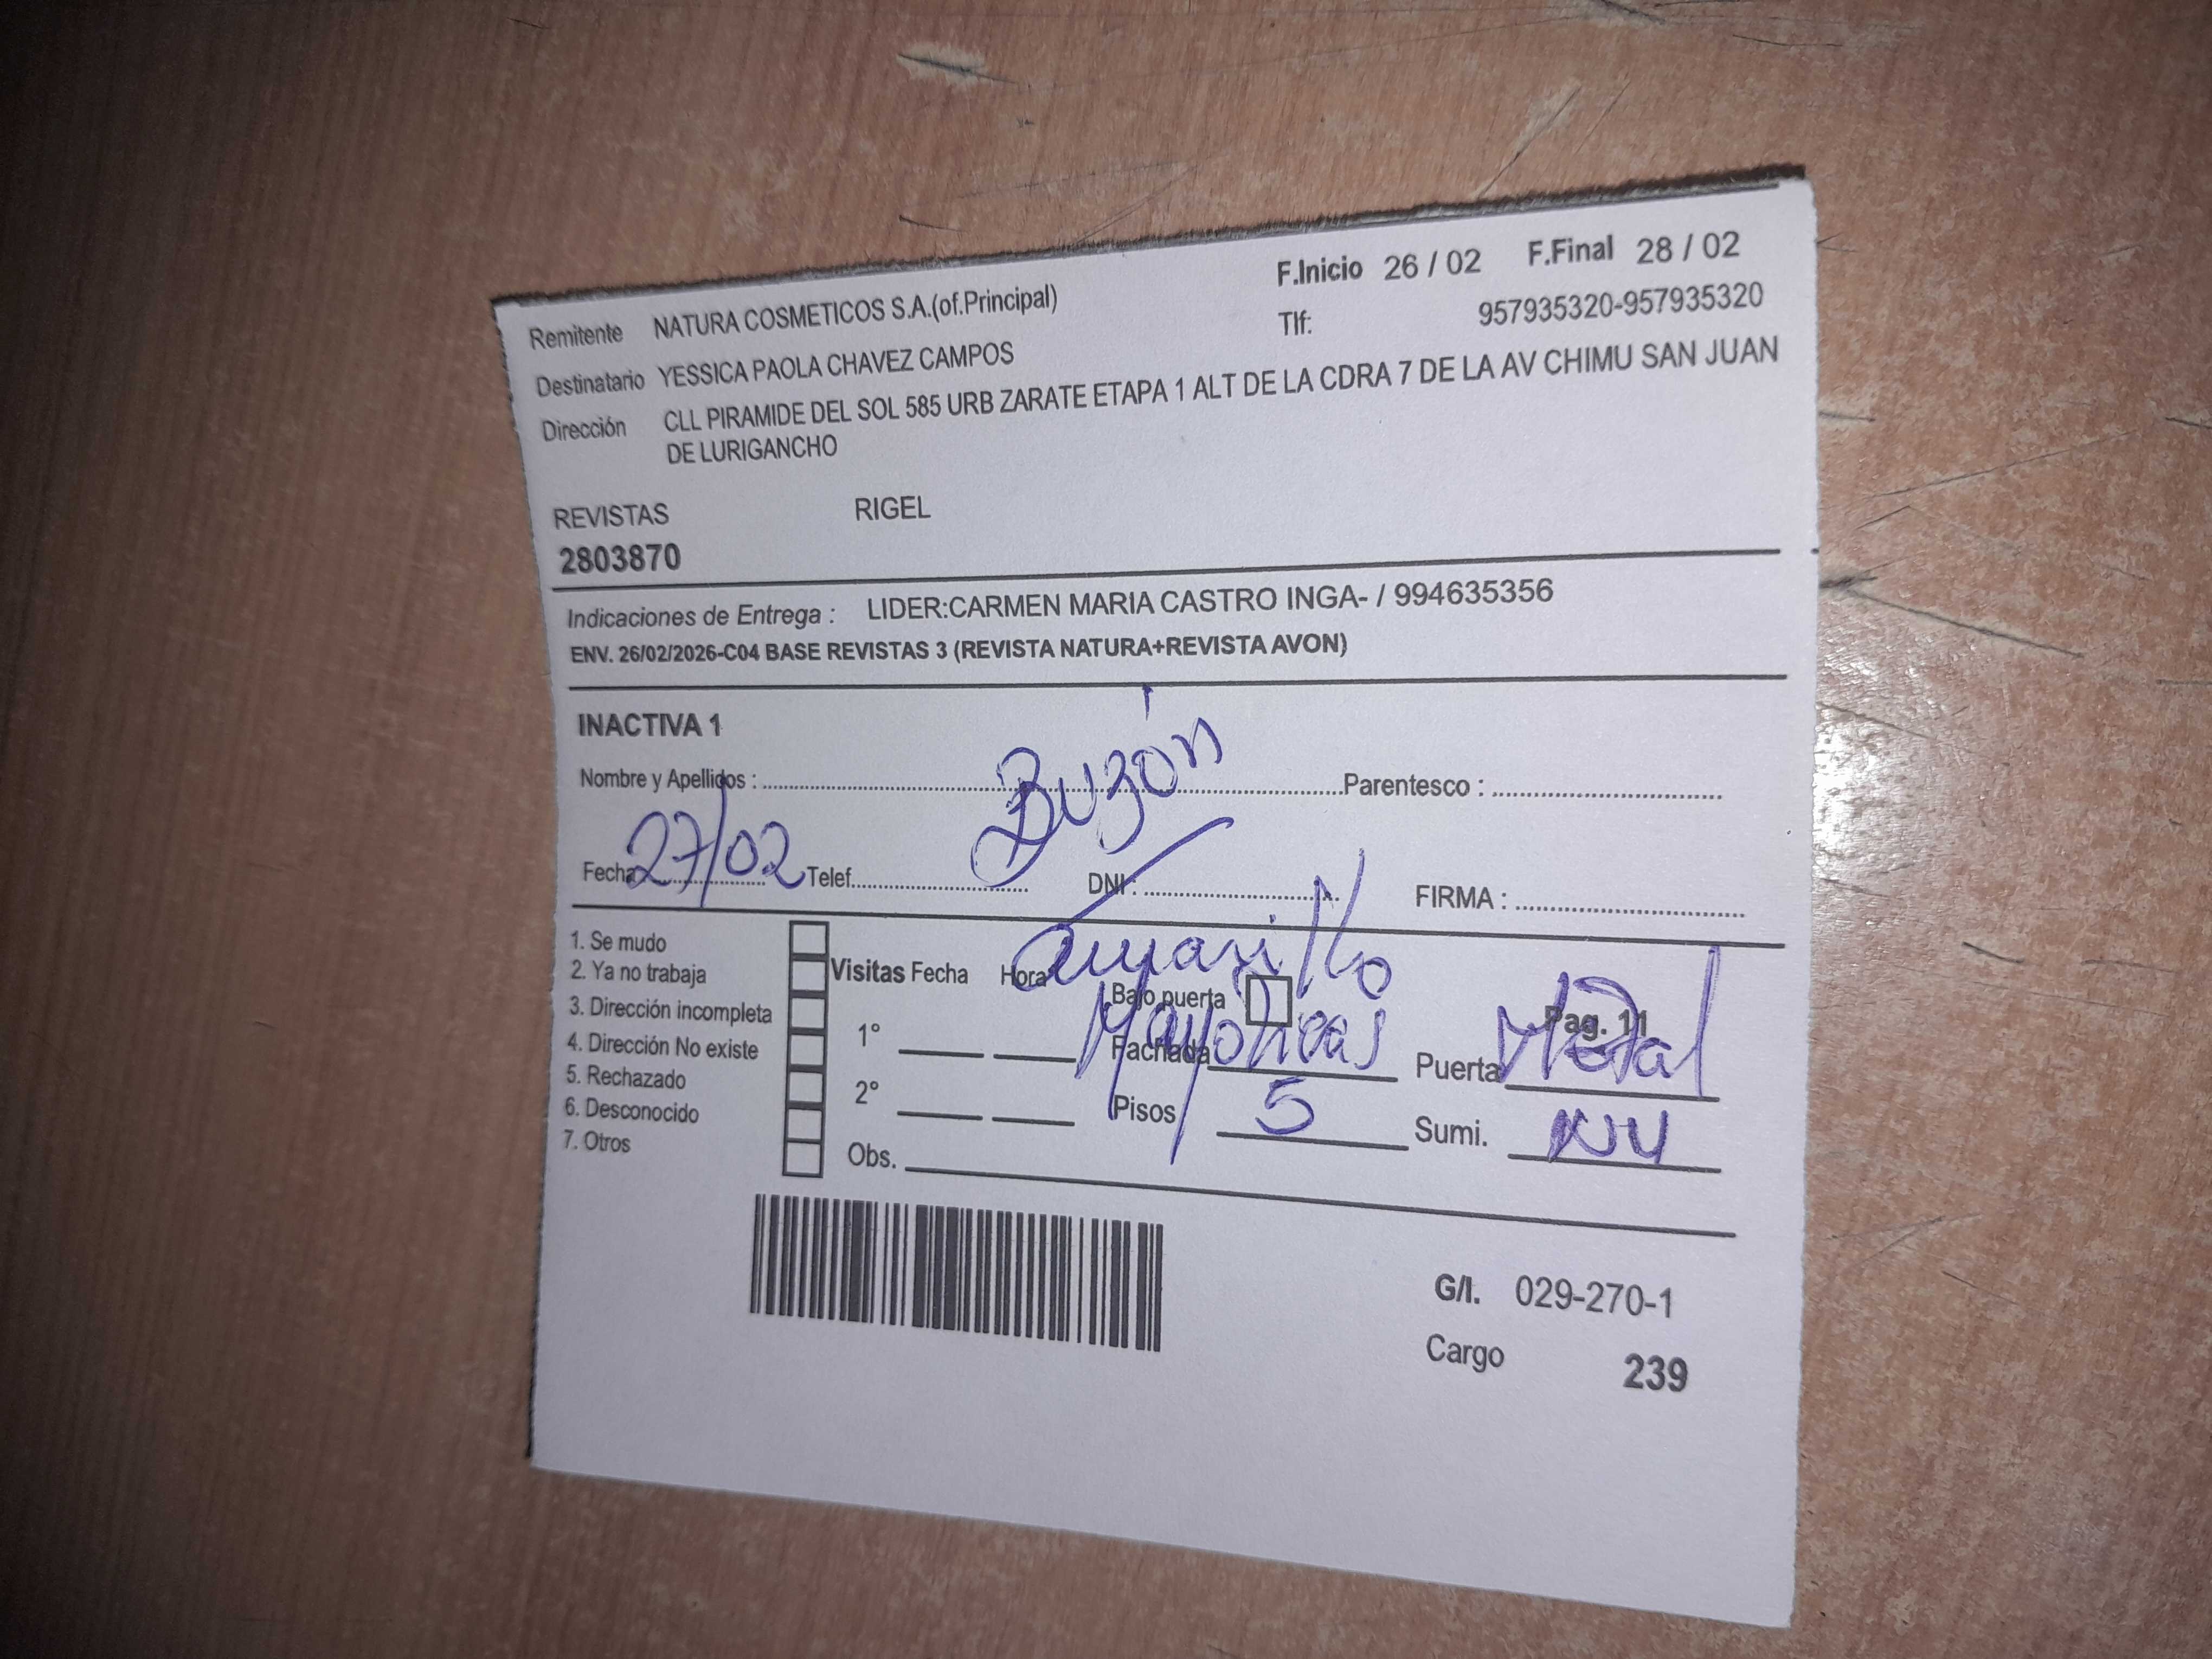 F.Inicio 26 / 02 F.Final 28 / 02
Remitente NATURA COSMETICOS S.A.(of.Principal) Tlf: 957935320-957935320
Destinatario YESSICA PAOLA CHAVEZ CAMPOS
Dirección CLL PIRAMIDE DEL SOL 585 URB ZARATE ETAPA 1 ALT DE LA CDRA 7 DE LA AV CHIMU SAN JUAN
DE LURIGANCHO
REVISTAS RIGEL
2803870
Indicaciones de Entrega : LIDER:CARMEN MARIA CASTRO INGA- / 994635356
ENV. 26/02/2026-C04 BASE REVISTAS 3 (REVISTA NATURA+REVISTA AVON)
INACTIVA 1
Buzón
Nombre y Apellidos : Parentesco :
Fecha 27/02 Telef. DNI : FIRMA :
1. Se mudo
2. Ya no trabaja
3. Dirección incompleta
4. Dirección No existe
5. Rechazado
6. Desconocido
7. Otros
Visitas Fecha Hora
1°
2°
Obs.
Amarillo
Bajo puerta
Mayolicas
Fachada
Pag. 11
Puerta Metal
Pisos 5 Sumi.
G/I. 029-270-1
Cargo 239